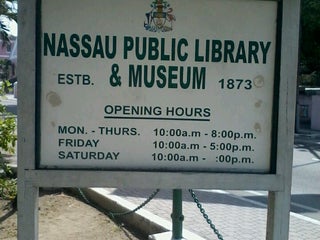 NASSAU PUBLIC LIBRARY
ESTB. & MUSEUM 1873
OPENING HOURS
MON. - THURS. 10:00a.m - 8:00p.m.
FRIDAY 10:00a.m - 5:00p.m.
SATURDAY 10:00a.m - :00p.m.